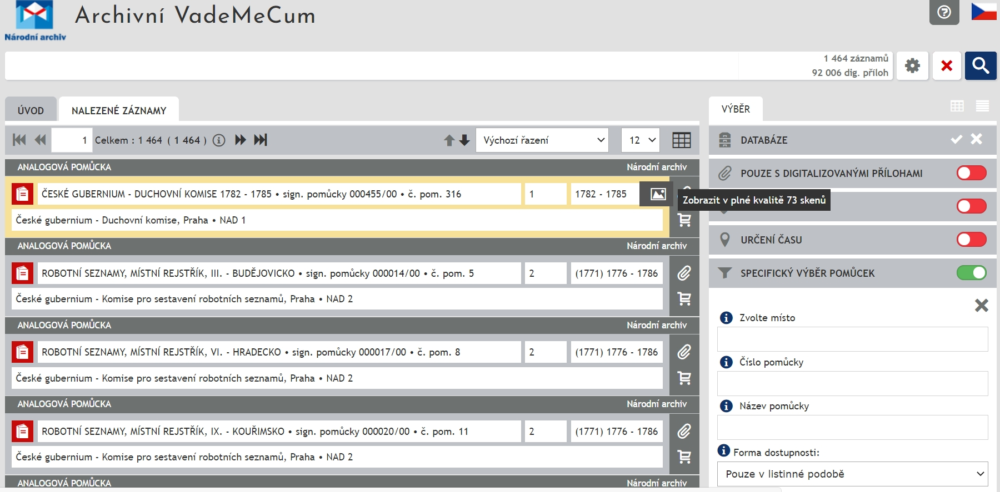 Národní archiv
Archivní VadeMeCum
1 464 záznamů
92 006 dig. příloh
ÚVOD
NALEZENÉ ZÁZNAMY
1 Celkem : 1 464 ( 1 464 )
Výchozí řazení
12
ANALOGOVÁ POMŮCKA Národní archiv
ČESKÉ GUBERNIUM - DUCHOVNÍ KOMISE 1782 - 1785 • sign. pomůcky 000455/00 • č. pom. 316 1 1782 - 1785
Zobrazit v plné kvalitě 73 skenů
České gubernium - Duchovní komise, Praha • NAD 1
ANALOGOVÁ POMŮCKA Národní archiv
ROBOTNÍ SEZNAMY, MÍSTNÍ REJSTŘÍK, III. - BUDĚJOVICKO • sign. pomůcky 000014/00 • č. pom. 5 2 (1771) 1776 - 1786
České gubernium - Komise pro sestavení robotních seznamů, Praha • NAD 2
ANALOGOVÁ POMŮCKA Národní archiv
ROBOTNÍ SEZNAMY, MÍSTNÍ REJSTŘÍK, VI. - HRADECKO • sign. pomůcky 000017/00 • č. pom. 8 2 (1771) 1776 - 1786
České gubernium - Komise pro sestavení robotních seznamů, Praha • NAD 2
ANALOGOVÁ POMŮCKA Národní archiv
ROBOTNÍ SEZNAMY, MÍSTNÍ REJSTŘÍK, IX. - KOUŘIMSKO • sign. pomůcky 000020/00 • č. pom. 11 2 (1771) 1776 - 1786
České gubernium - Komise pro sestavení robotních seznamů, Praha • NAD 2
ANALOGOVÁ POMŮCKA Národní archiv
VÝBĚR
DATABÁZE
POUZE S DIGITALIZOVANÝMI PŘÍLOHAMI
URČENÍ ČASU
SPECIFICKÝ VÝBĚR POMŮCEK
Zvolte místo
Číslo pomůcky
Název pomůcky
Forma dostupnosti:
Pouze v listinné podobě